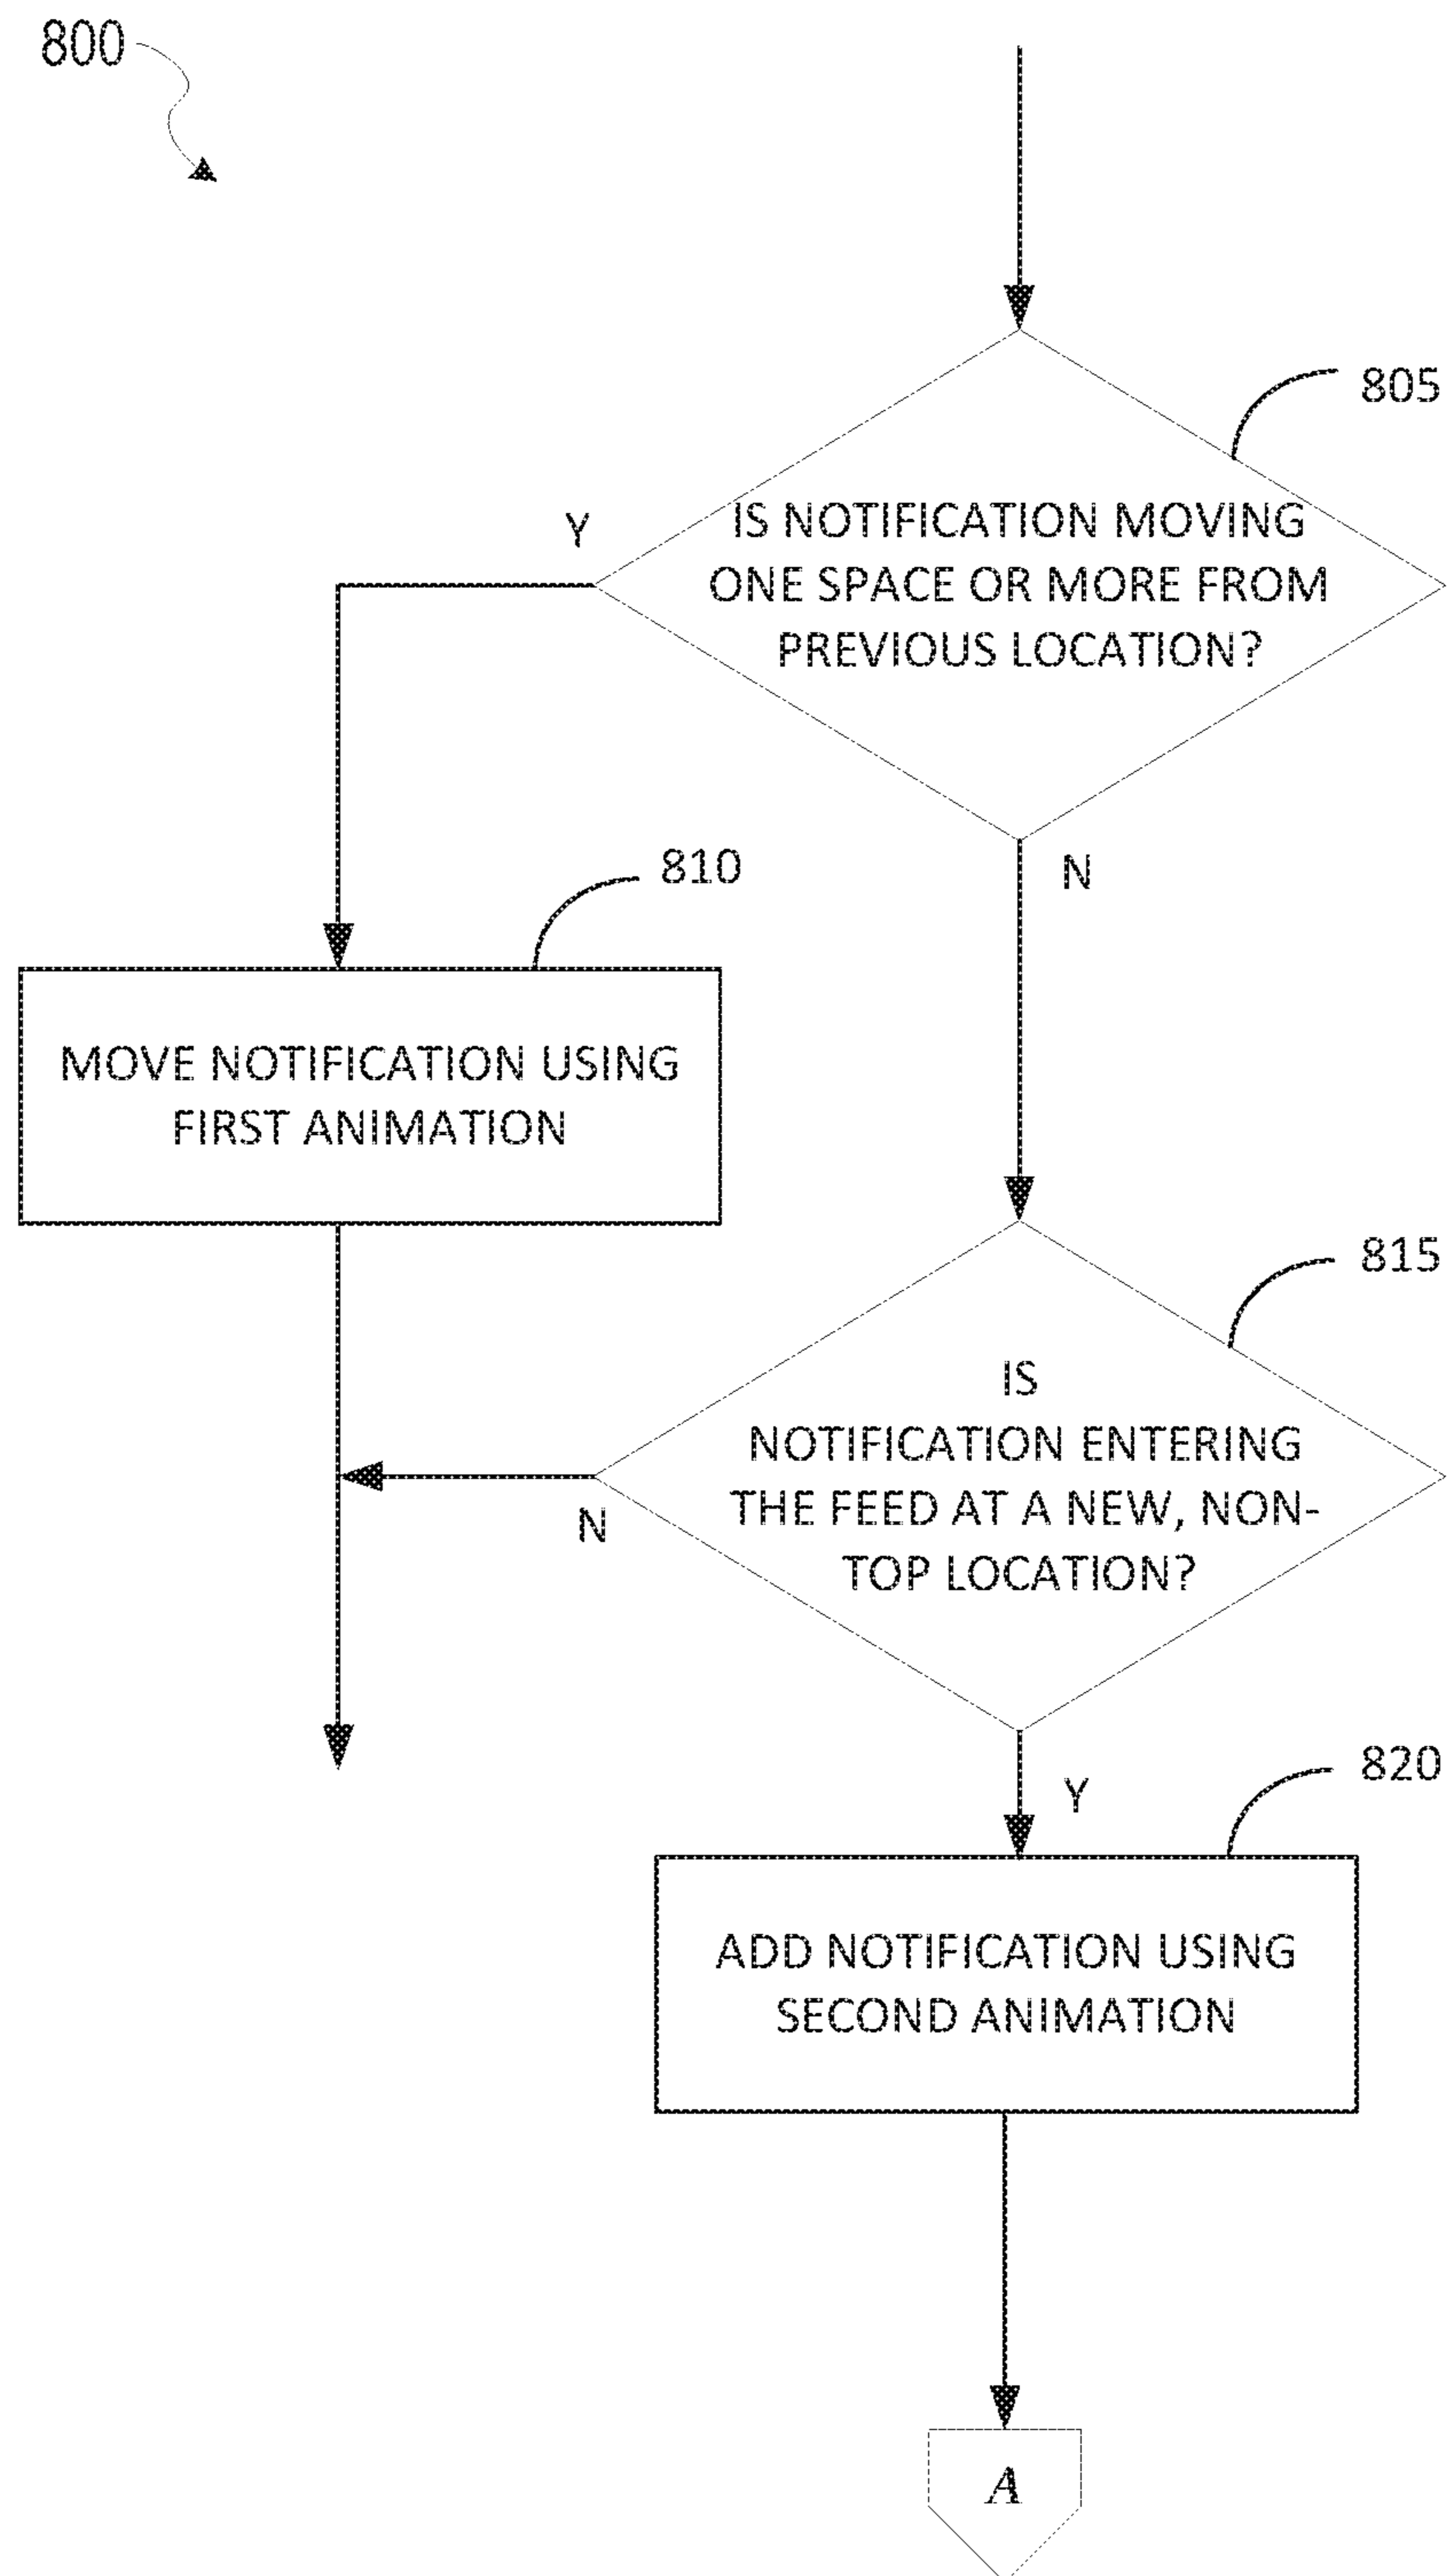 800
805
Y
IS NOTIFICATION MOVING
ONE SPACE OR MORE FROM
PREVIOUS LOCATION?
N
810
MOVE NOTIFICATION USING
FIRST ANIMATION
815
IS
NOTIFICATION ENTERING
THE FEED AT A NEW, NON-
TOP LOCATION?
N
Y
820
ADD NOTIFICATION USING
SECOND ANIMATION
A